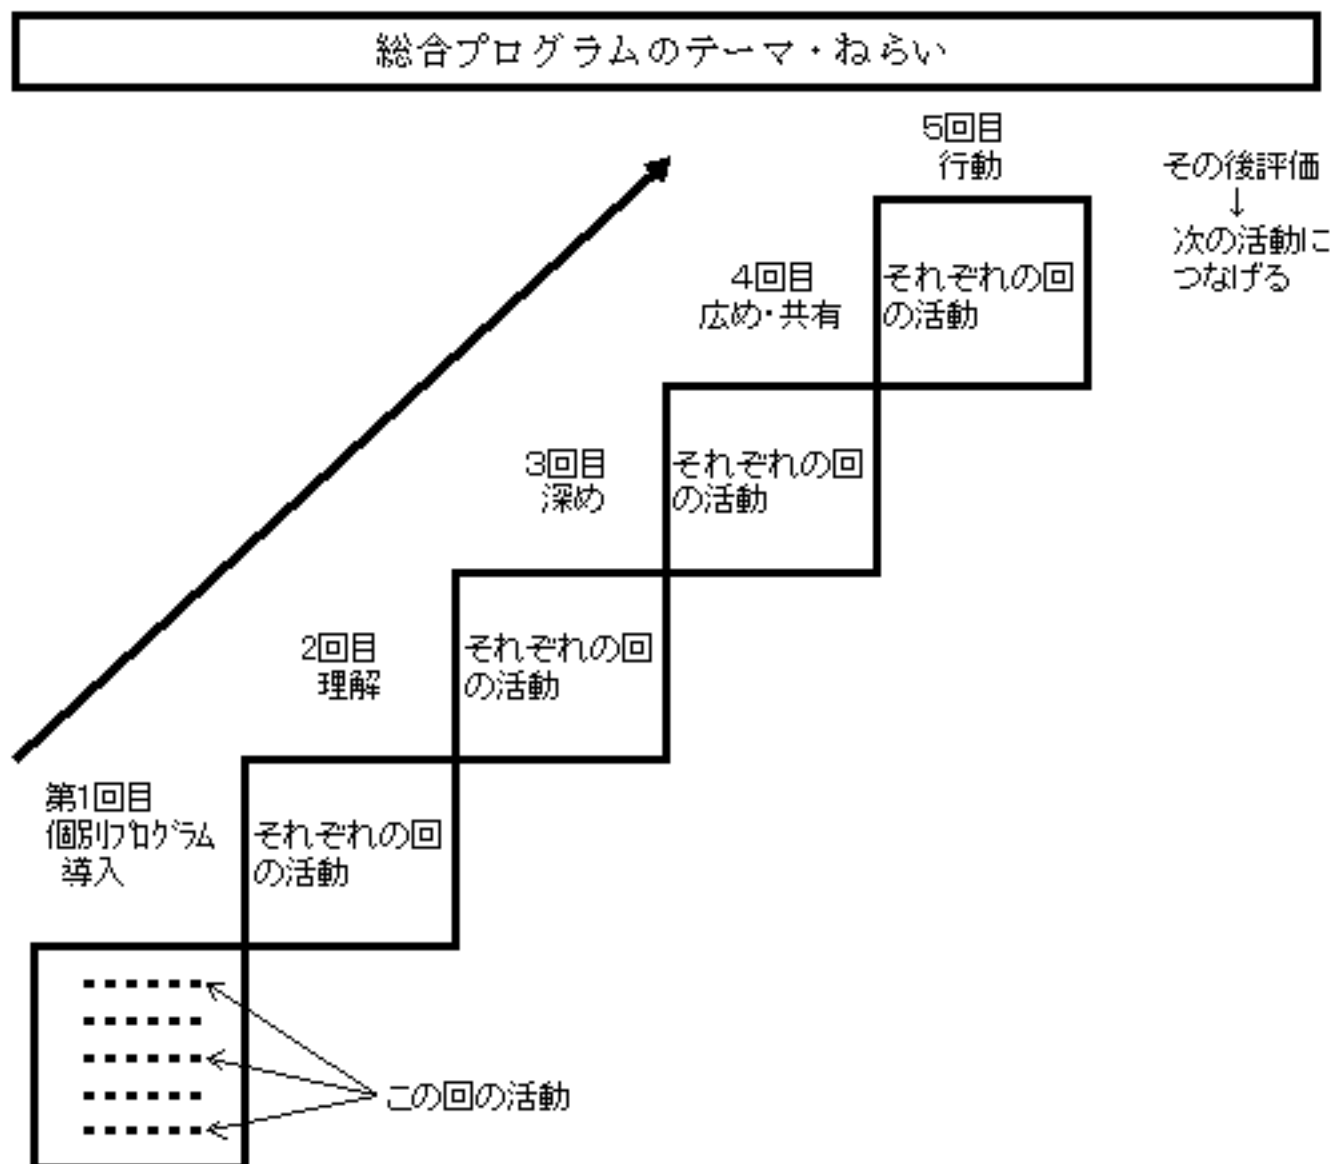 総合プログラムのテーマ・ねらい
5回目
行動
その後評価
↓
次の活動に
つなげる
4回目
広め・共有
それぞれの回
の活動
3回目
深め
それぞれの回
の活動
2回目
理解
それぞれの回
の活動
第1回目
個別ﾌﾟﾛｸﾞﾗﾑ
導入
それぞれの回
の活動
この回の活動